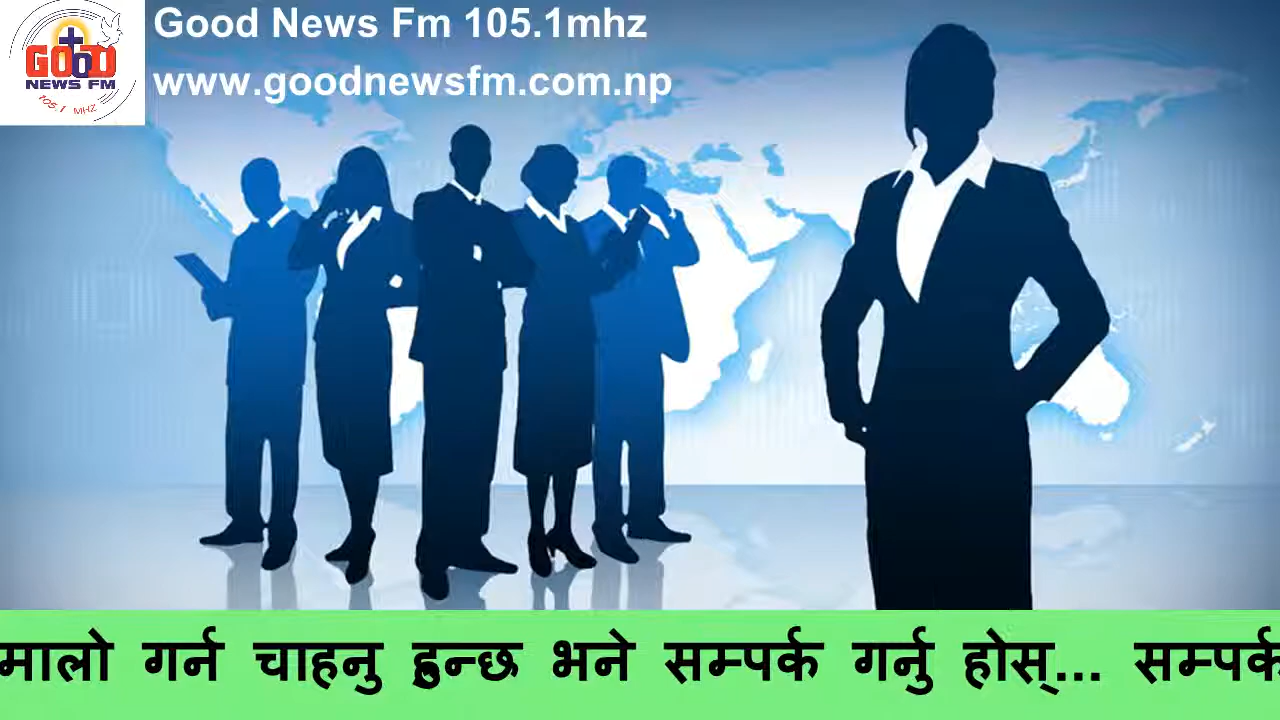 Good News Fm 105.1mhz
www.goodnewsfm.com.np
GOOD
NEWS FM
105.1 MHZ
मालो गर्न चाहनु हुन्छ भने सम्पर्क गर्नु होस्... सम्पर्क